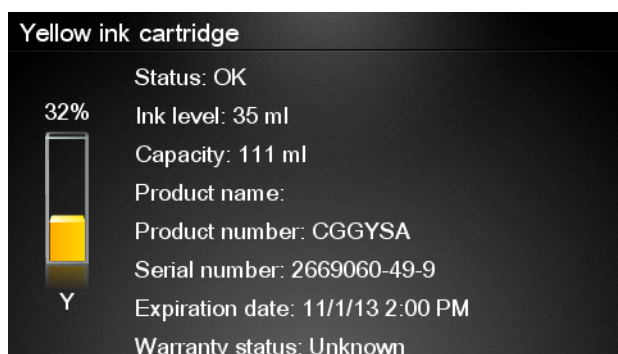 Yellow ink cartridge
Status: OK
32%
Ink level: 35 ml
Capacity: 111 ml
Product name:
Product number: CGGYSA
Serial number: 2669060-49-9
Y
Expiration date: 11/1/13 2:00 PM
Warranty status: Unknown